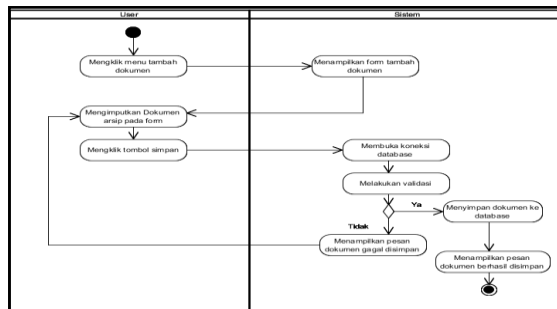 User
Sistem
Mengklik menu tambah
dokumen
Menampilkan form tambah
dokumen
Mengimputkan Dokumen
arsip pada form
Mengklik tombol simpan
Membuka koneksi
database
Melakukan validasi
Ya
Menyimpan dokumen ke
database
Tidak
Menampilkan pesan
dokumen gagal disimpan
Menampilkan pesan
dokumen berhasil disimpan